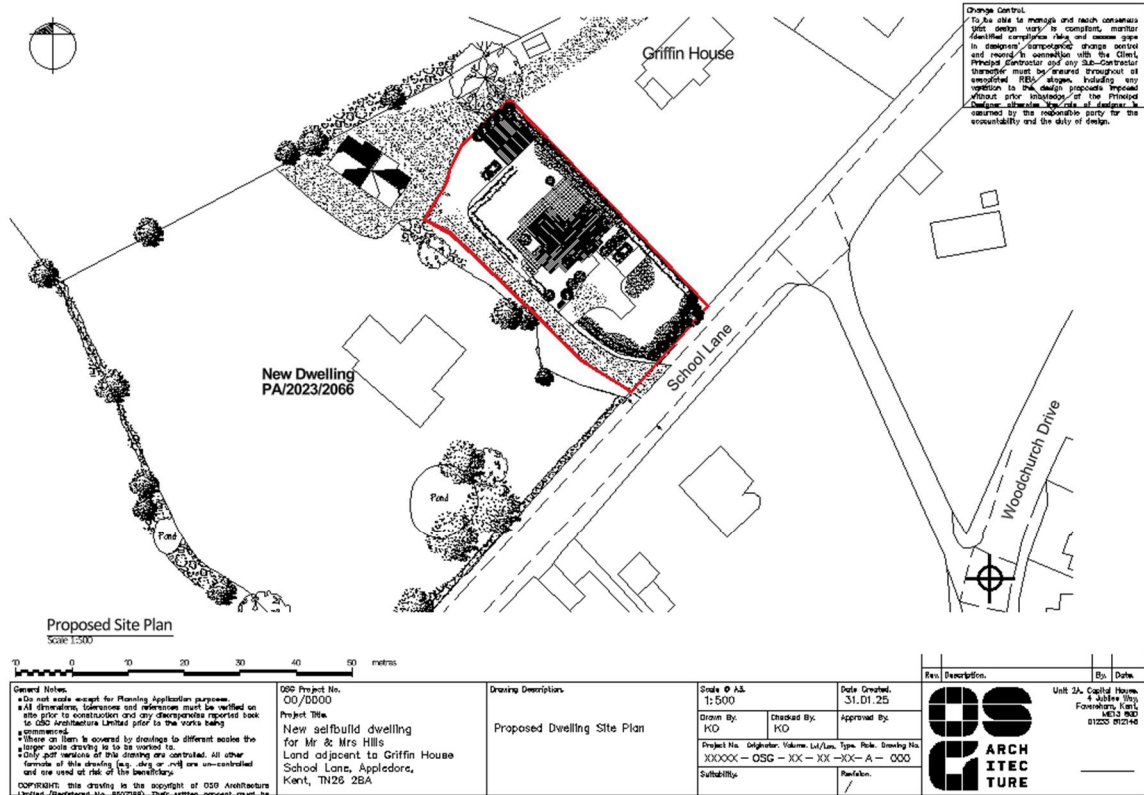 Change Control.
To be able to manage and reach consensus
that design work is compliant, monitor
identified compliance risks and assess gaps
in designers' competence, change control
and record in connection with the Client,
Principal Contractor and any Sub-Contractor
thereafter must be ensured throughout all
associated RIBA stages. Including any
variation to the design proposals imposed
without prior knowledge of the Principal
Designer otherwise the role of designer is
assumed by the responsible party for the
accountability and the duty of design.
Griffin House
School Lane
New Dwelling
PA/2023/2066
Woodchurch Drive
Pond
Pond
Proposed Site Plan
Scale 1:500
10 0 10 20 30 40 50 metres
General Notes.
Do not scale except for Planning Application purposes.
All dimensions, tolerances and references must be verified on
site prior to construction and any discrepancies reported back
to OSG Architecture Limited prior to the works being
commenced.
Where an item is covered by drawings to different scales the
larger scale drawing is to be worked to.
Only .pdf versions of this drawing are controlled. All other
formats of this drawing (e.g. .dwg or .rvt) are un-controlled
and are used at risk of the beneficiary.
COPYRIGHT: this drawing is the copyright of OSG Architecture
OSG Project No.
00/0000
Project Title.
New selfbuild dwelling
for Mr & Mrs Hills
Land adjacent to Griffin House
School Lane, Appledore,
Kent, TN26 2BA
Drawing Description.
Proposed Dwelling Site Plan
Scale @ A3.
1:500
Date Created.
31.01.25
Drawn By.
KG
Checked By.
KG
Approved By.
Project No. Originator. Volume. Lvl/Loc. Type. Role. Drawing No.
XXXXX - OSG - XX - XX - XX - A - 000
Suitability.
Revision.
/
Rev. Description. By. Date.
OSG
ARCH
ITEC
TURE
Unit 2A, Capital House,
4 Jubilee Way,
Faversham, Kent,